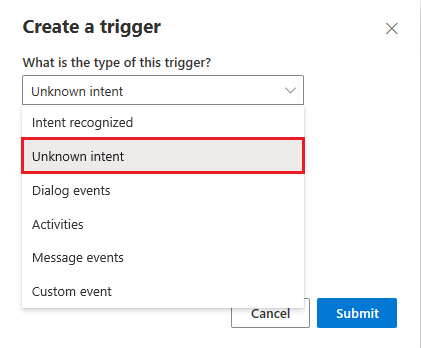 Create a trigger
What is the type of this trigger?
Unknown intent
Intent recognized
Unknown intent
Dialog events
Activities
Message events
Custom event
Cancel Submit